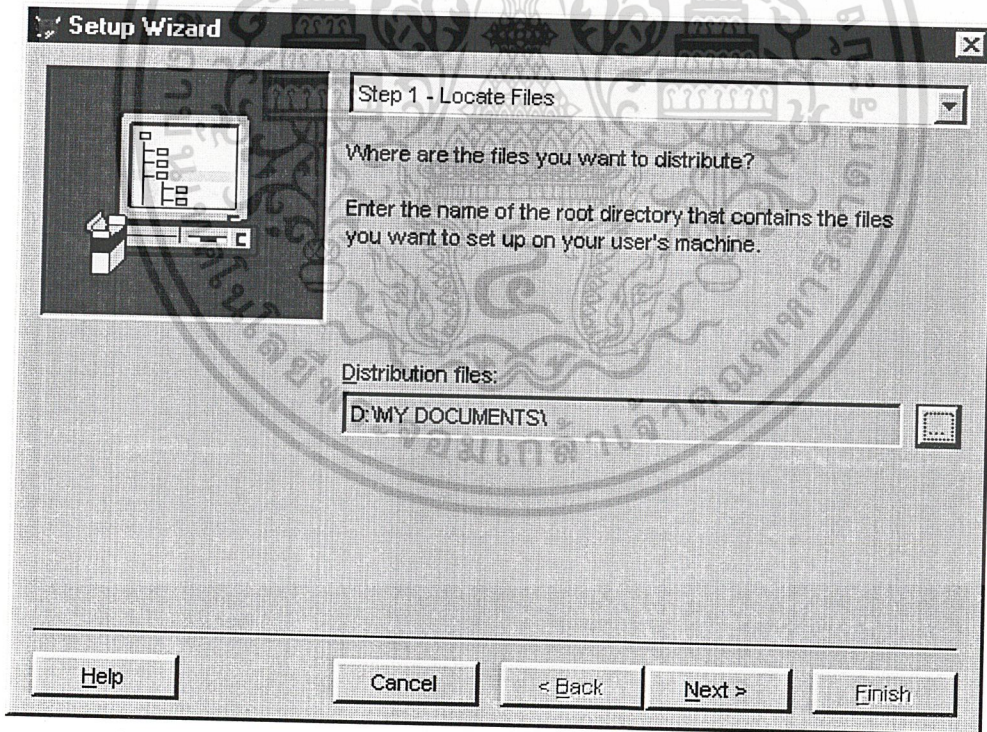 Setup Wizard
Step 1 - Locate Files
Where are the files you want to distribute?
Enter the name of the root directory that contains the files
you want to set up on your user's machine.
Distribution files:
D:\MY DOCUMENTS\
...
Help
Cancel
< Back
Next >
Finish